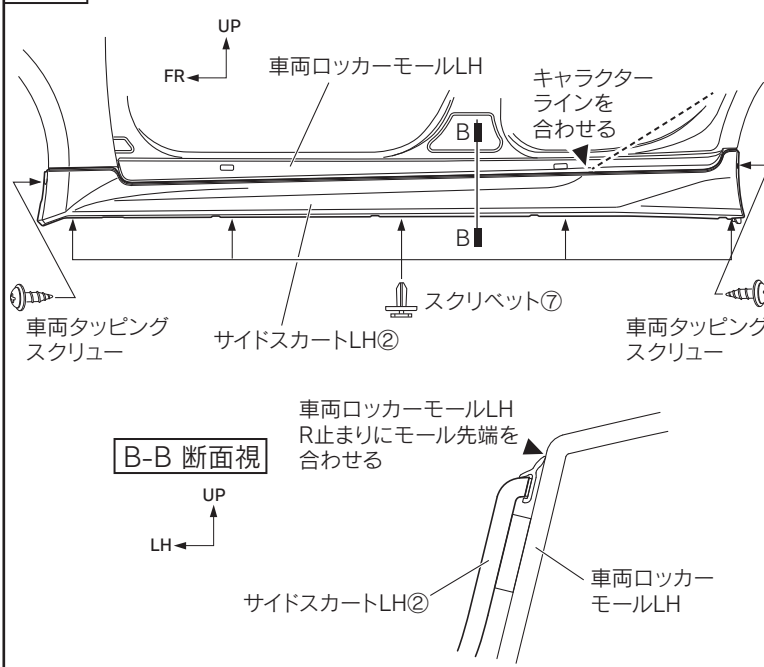 UP
FR
車両ロッカーモールLH
キャラクター
ラインを
合わせる
B
B
スクリベット⑦
車両タッピング
スクリュー
サイドスカートLH②
車両タッピング
スクリュー
車両ロッカーモールLH
R止まりにモール先端を
合わせる
B-B 断面視
UP
LH
サイドスカートLH②
車両ロッカー
モールLH